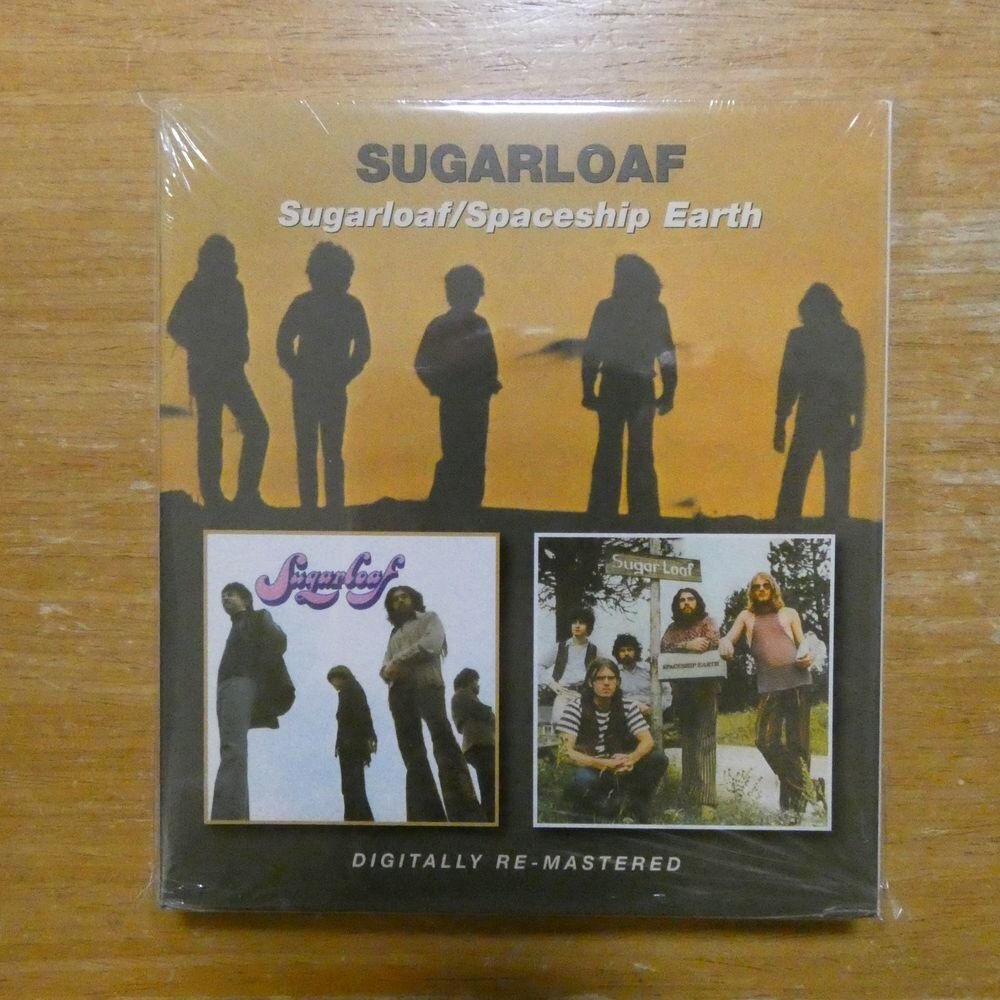 SUGARLOAF
Sugarloaf/Spaceship Earth
Sugarloaf
Sugar Loaf
SPACESHIP EARTH
DIGITALLY RE-MASTERED